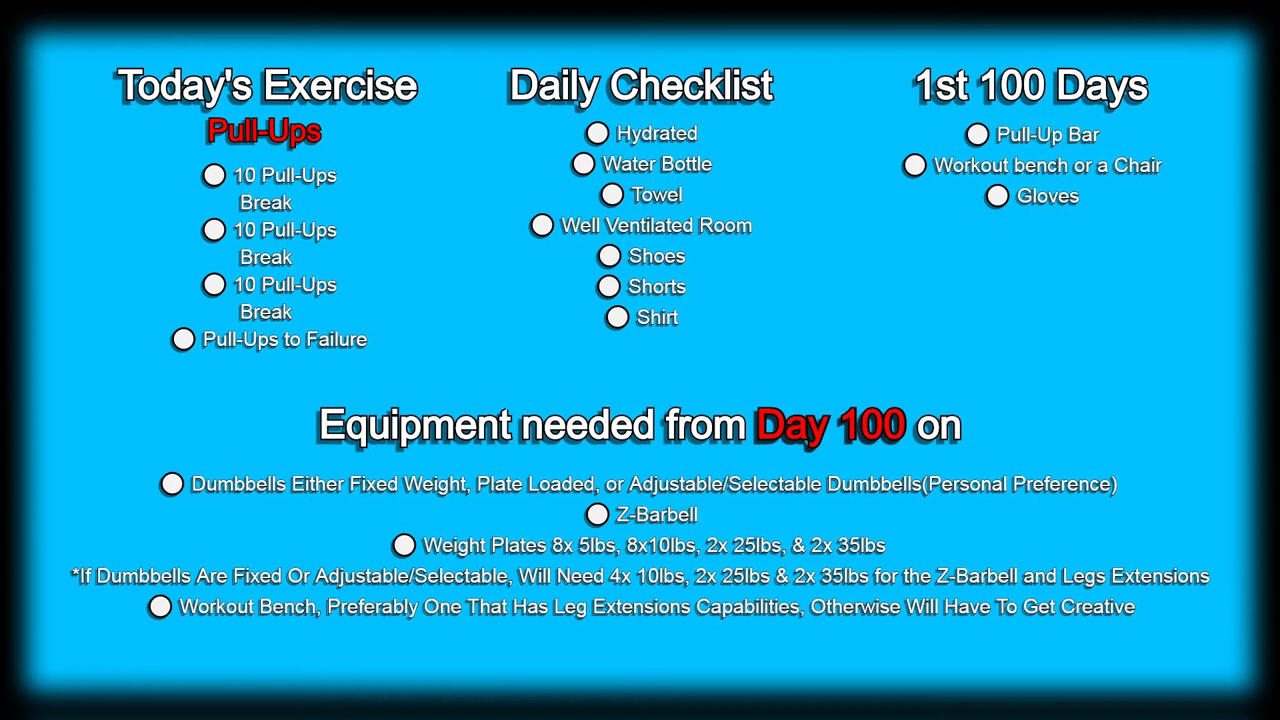 Today's Exercise
Pull-Ups
10 Pull-Ups
Break
10 Pull-Ups
Break
10 Pull-Ups
Break
Pull-Ups to Failure
Daily Checklist
Hydrated
Water Bottle
Towel
Well Ventilated Room
Shoes
Shorts
Shirt
1st 100 Days
Pull-Up Bar
Workout bench or a Chair
Gloves
Equipment needed from Day 100 on
Dumbbells Either Fixed Weight, Plate Loaded, or Adjustable/Selectable Dumbbells(Personal Preference)
Z-Barbell
Weight Plates 8x 5lbs, 8x10lbs, 2x 25lbs, & 2x 35lbs
*If Dumbbells Are Fixed Or Adjustable/Selectable, Will Need 4x 10lbs, 2x 25lbs & 2x 35lbs for the Z-Barbell and Legs Extensions
Workout Bench, Preferably One That Has Leg Extensions Capabilities, Otherwise Will Have To Get Creative